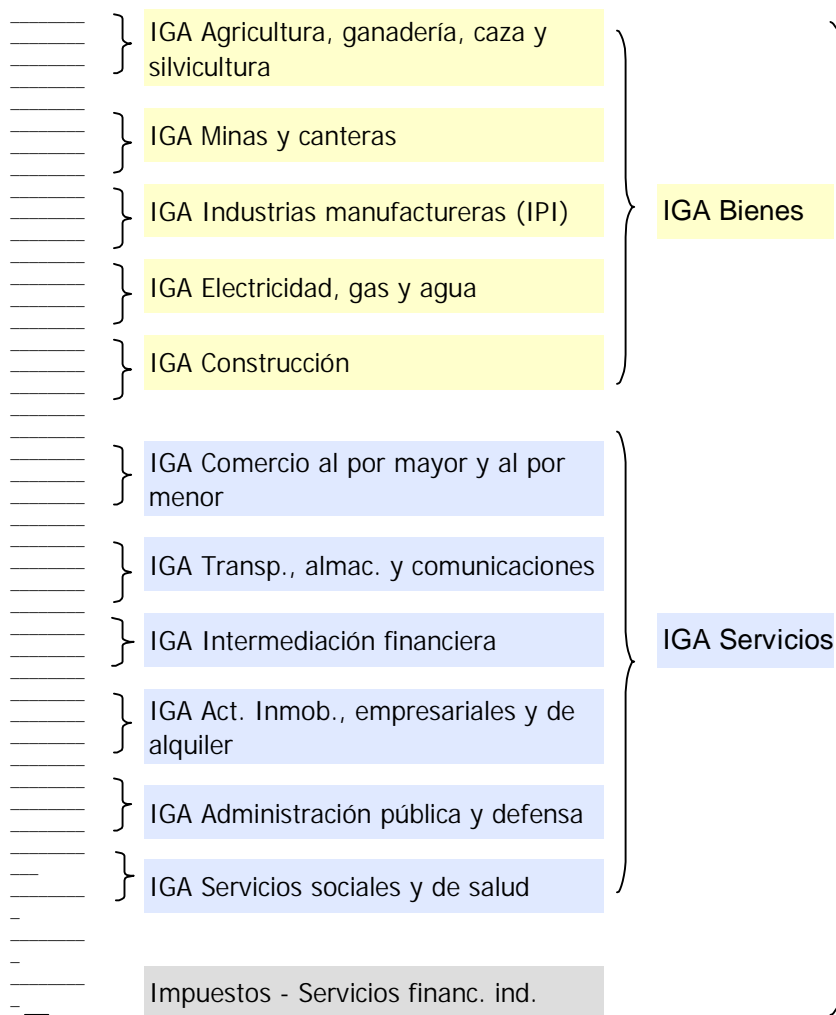 IGA Agricultura, ganadería, caza y
silvicultura
IGA Minas y canteras
IGA Industrias manufactureras (IPI)
IGA Electricidad, gas y agua
IGA Construcción
IGA Bienes
IGA Comercio al por mayor y al por
menor
IGA Transp., almac. y comunicaciones
IGA Intermediación financiera
IGA Act. Inmob., empresariales y de
alquiler
IGA Administración pública y defensa
IGA Servicios sociales y de salud
IGA Servicios
Impuestos - Servicios financ. ind.